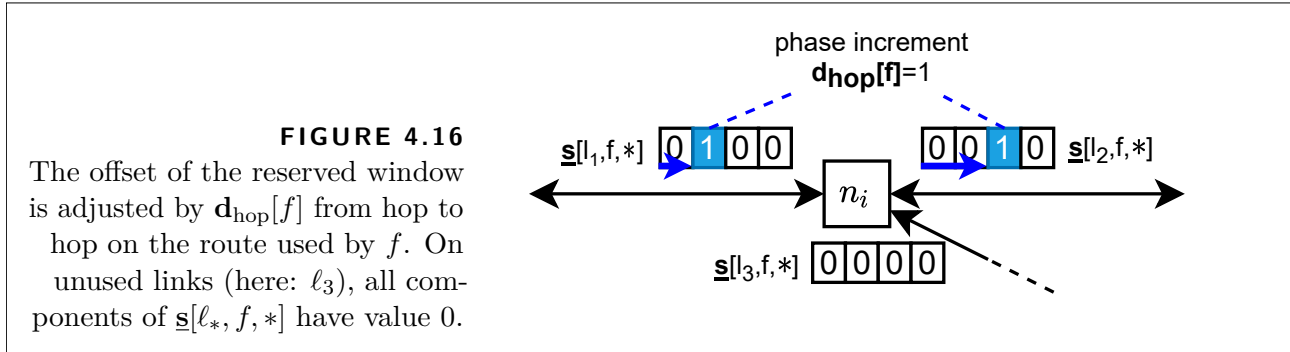 FIGURE 4.16
The offset of the reserved window
is adjusted by d_hop[f] from hop to
hop on the route used by f. On
unused links (here: ℓ₃), all com-
ponents of s[ℓ∗, f, ∗] have value 0.
phase increment
d_hop[f]=1
s[l₁,f,∗] 0 1 0 0
0 0 1 0 s[l₂,f,∗]
nᵢ
s[l₃,f,∗] 0 0 0 0